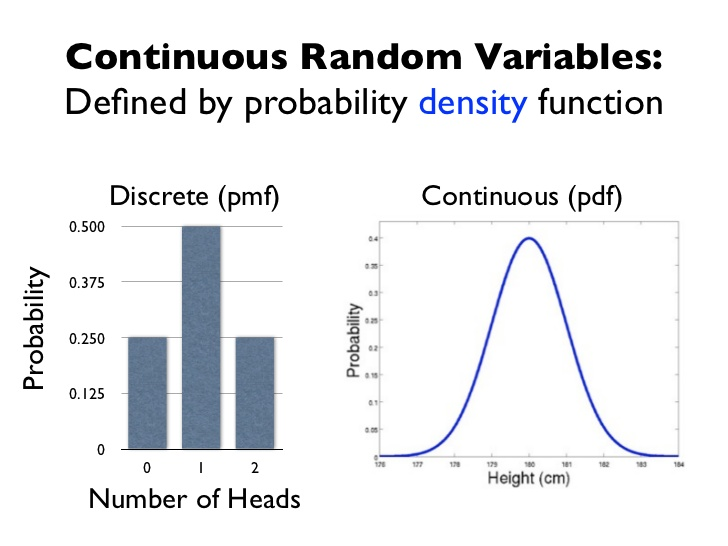 Continuous Random Variables:
Defined by probability density function
Discrete (pmf)
0.500
0.375
0.250
0.125
0
Probability
0 1 2
Number of Heads
Continuous (pdf)
0.4
0.35
0.3
0.25
0.2
0.15
0.1
0.05
0
Probability
176 177 178 179 180 181 182 183 184
Height (cm)